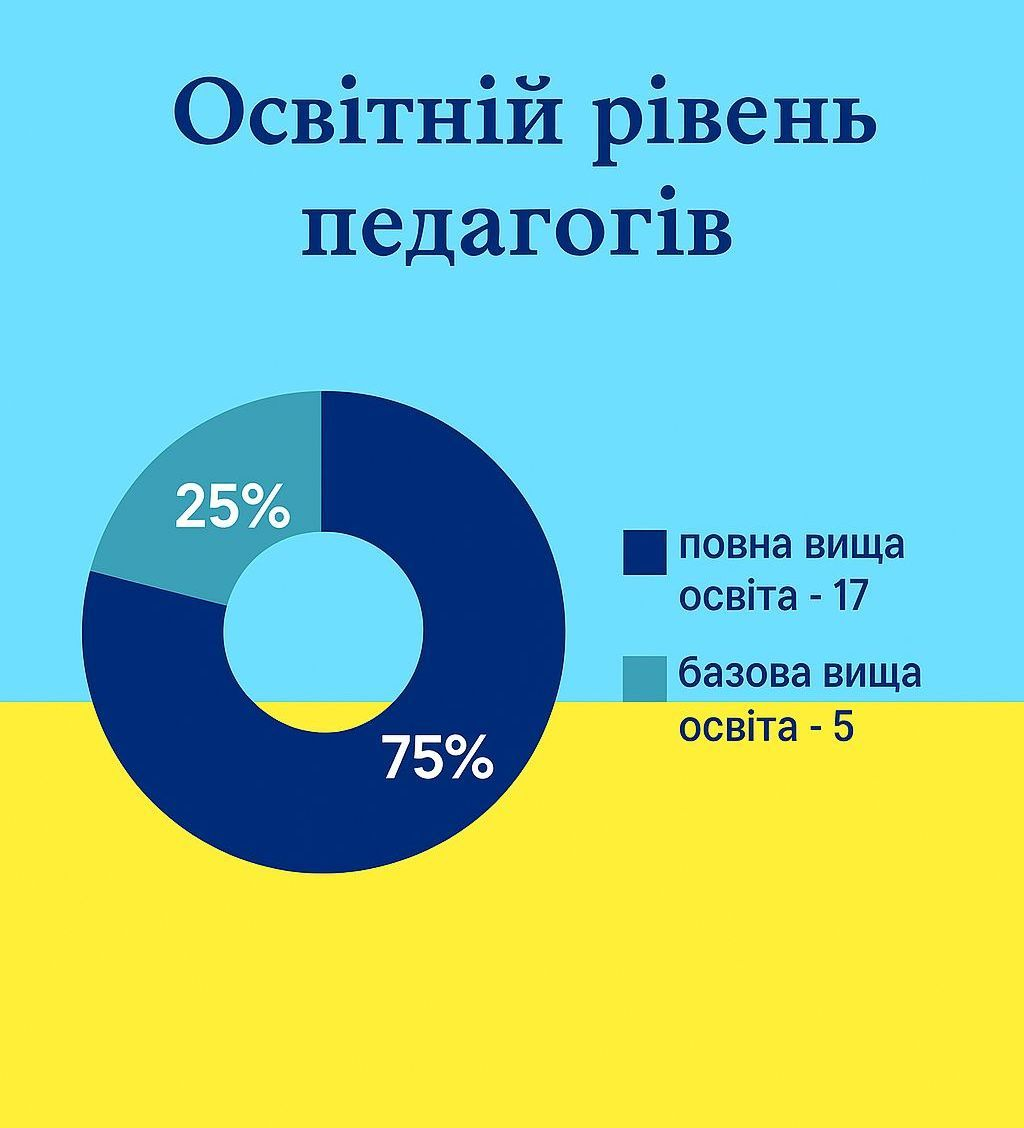 Освітній рівень
педагогів
25%
75%
повна вища
освіта - 17
базова вища
освіта - 5